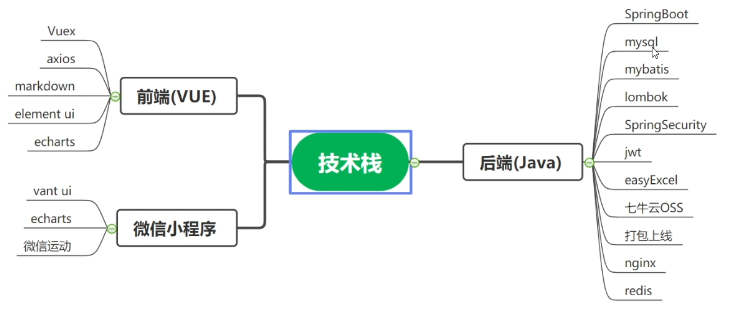 Vuex
axios
markdown
element ui
echarts
前端(VUE)
vant ui
echarts
微信运动
微信小程序
技术栈
后端(Java)
SpringBoot
mysql
mybatis
lombok
SpringSecurity
jwt
easyExcel
七牛云OSS
打包上线
nginx
redis